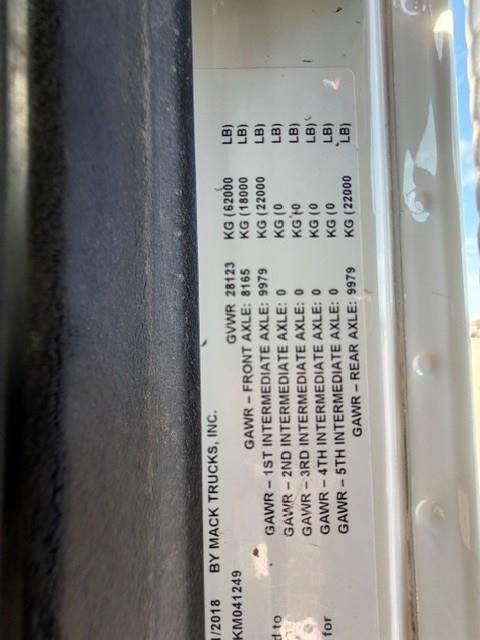 1/2018 BY MACK TRUCKS, INC.
GVWR 28123 KG (62000 LB)
KM041249 GAWR - FRONT AXLE: 8165 KG (18000 LB)
GAWR - 1ST INTERMEDIATE AXLE: 9979 KG (22000 LB)
GAWR - 2ND INTERMEDIATE AXLE: 0 KG (0 LB)
d to GAWR - 3RD INTERMEDIATE AXLE: 0 KG (0 LB)
GAWR - 4TH INTERMEDIATE AXLE: 0 KG (0 LB)
for GAWR - 5TH INTERMEDIATE AXLE: 0 KG (0 LB)
GAWR - REAR AXLE: 9979 KG (22000 LB)